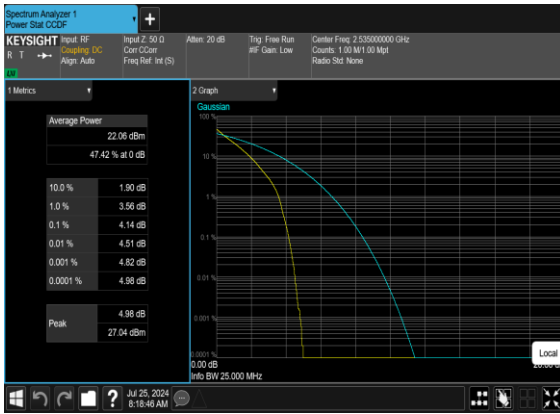 Spectrum Analyzer 1
Power Stat CCDF
+
KEYSIGHT
R T
LXI
Input: RF
Coupling: DC
Align: Auto
Input Z: 50 Ω
Corr CCorr
Freq Ref: Int (S)
Atten: 20 dB
Trig: Free Run
#IF Gain: Low
Center Freq: 2.535000000 GHz
Counts: 1.00 M/1.00 Mpt
Radio Std: None
1 Metrics
Average Power
22.06 dBm
47.42 % at 0 dB
10.0 % 1.90 dB
1.0 % 3.56 dB
0.1 % 4.14 dB
0.01 % 4.51 dB
0.001 % 4.82 dB
0.0001 % 4.98 dB
Peak
4.98 dB
27.04 dBm
2 Graph
Gaussian
100 %
10 %
1 %
0.1 %
0.01 %
0.001 %
0.0001 %
0.00 dB
Info BW 25.000 MHz
Local
?
Jul 25, 2024
8:18:46 AM